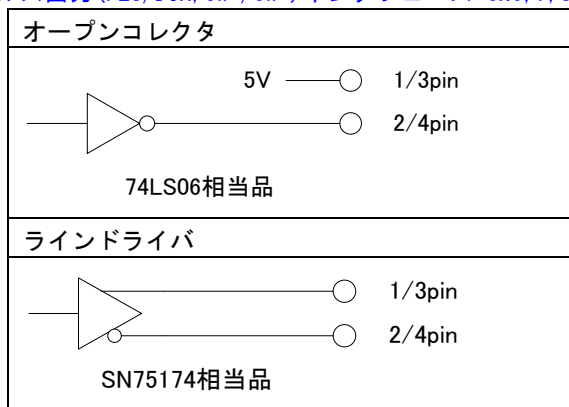 オープンコレクタ
5V 1/3pin
2/4pin
74LS06相当品
ラインドライバ
1/3pin
2/4pin
SN75174相当品